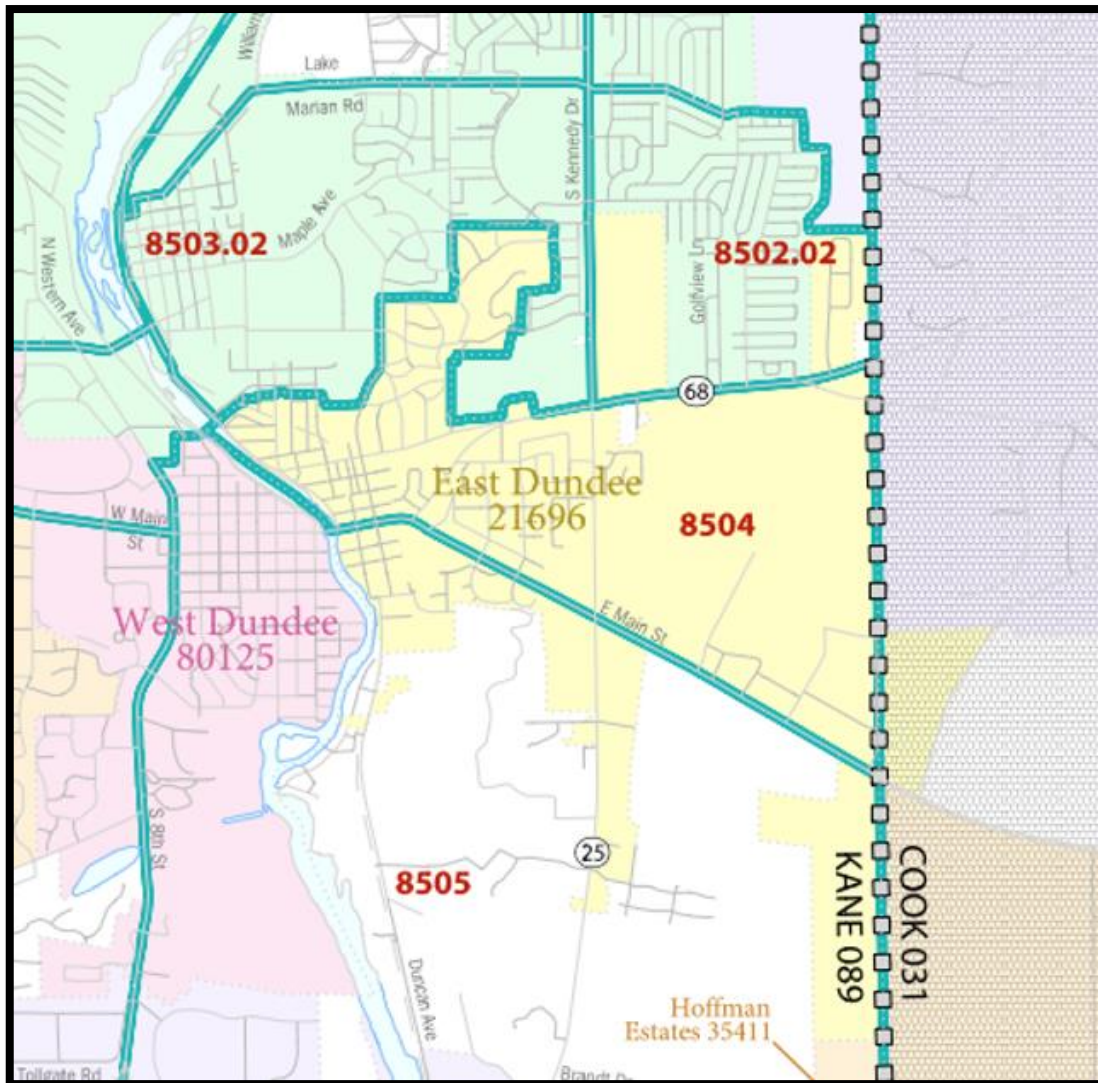 Lake
Marian Rd
S Kennedy Dr
Maple Ave
8503.02
8502.02
N Western Ave
Golfview Ln
68
East Dundee
21696
8504
W Main
St
West Dundee
80125
E Main St
S 8th St
25
8505
COOK 031
KANE 089
Duncan Ave
Hoffman
Estates 35411
Tollgate Rd